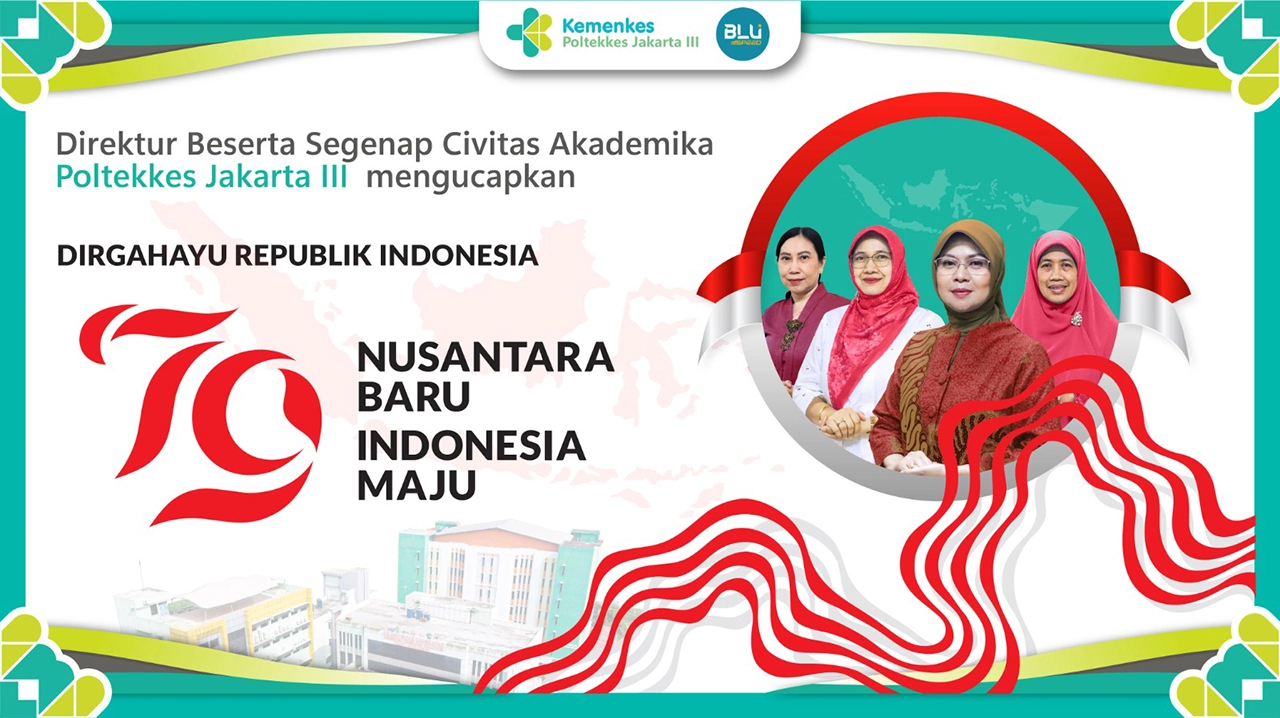 Kemenkes
Poltekkes Jakarta III
BLU
SPEED
Direktur Beserta Segenap Civitas Akademika
Poltekkes Jakarta III mengucapkan
DIRGAHAYU REPUBLIK INDONESIA
79
NUSANTARA
BARU
INDONESIA
MAJU